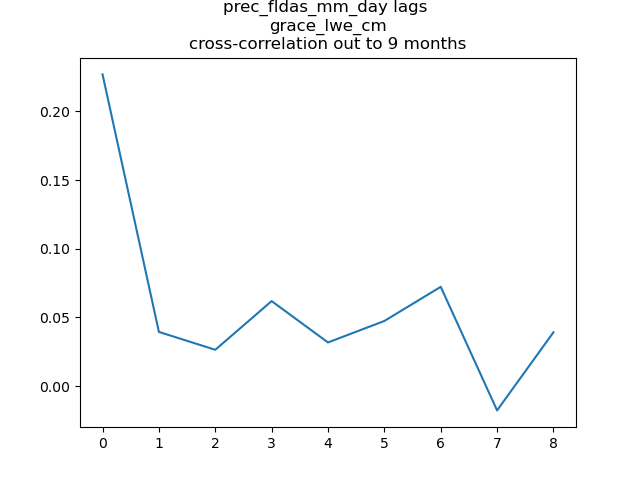 prec_fldas_mm_day lags
grace_lwe_cm
cross-correlation out to 9 months
0.20
0.15
0.10
0.05
0.00
0 1 2 3 4 5 6 7 8